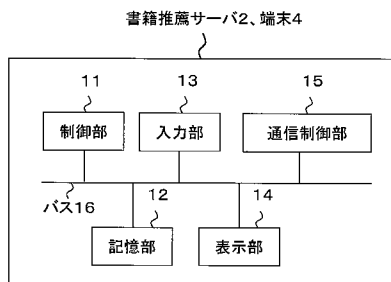 書籍推薦サーバ2、端末4
11
13
15
制御部
入力部
通信制御部
バス16
12
14
記憶部
表示部